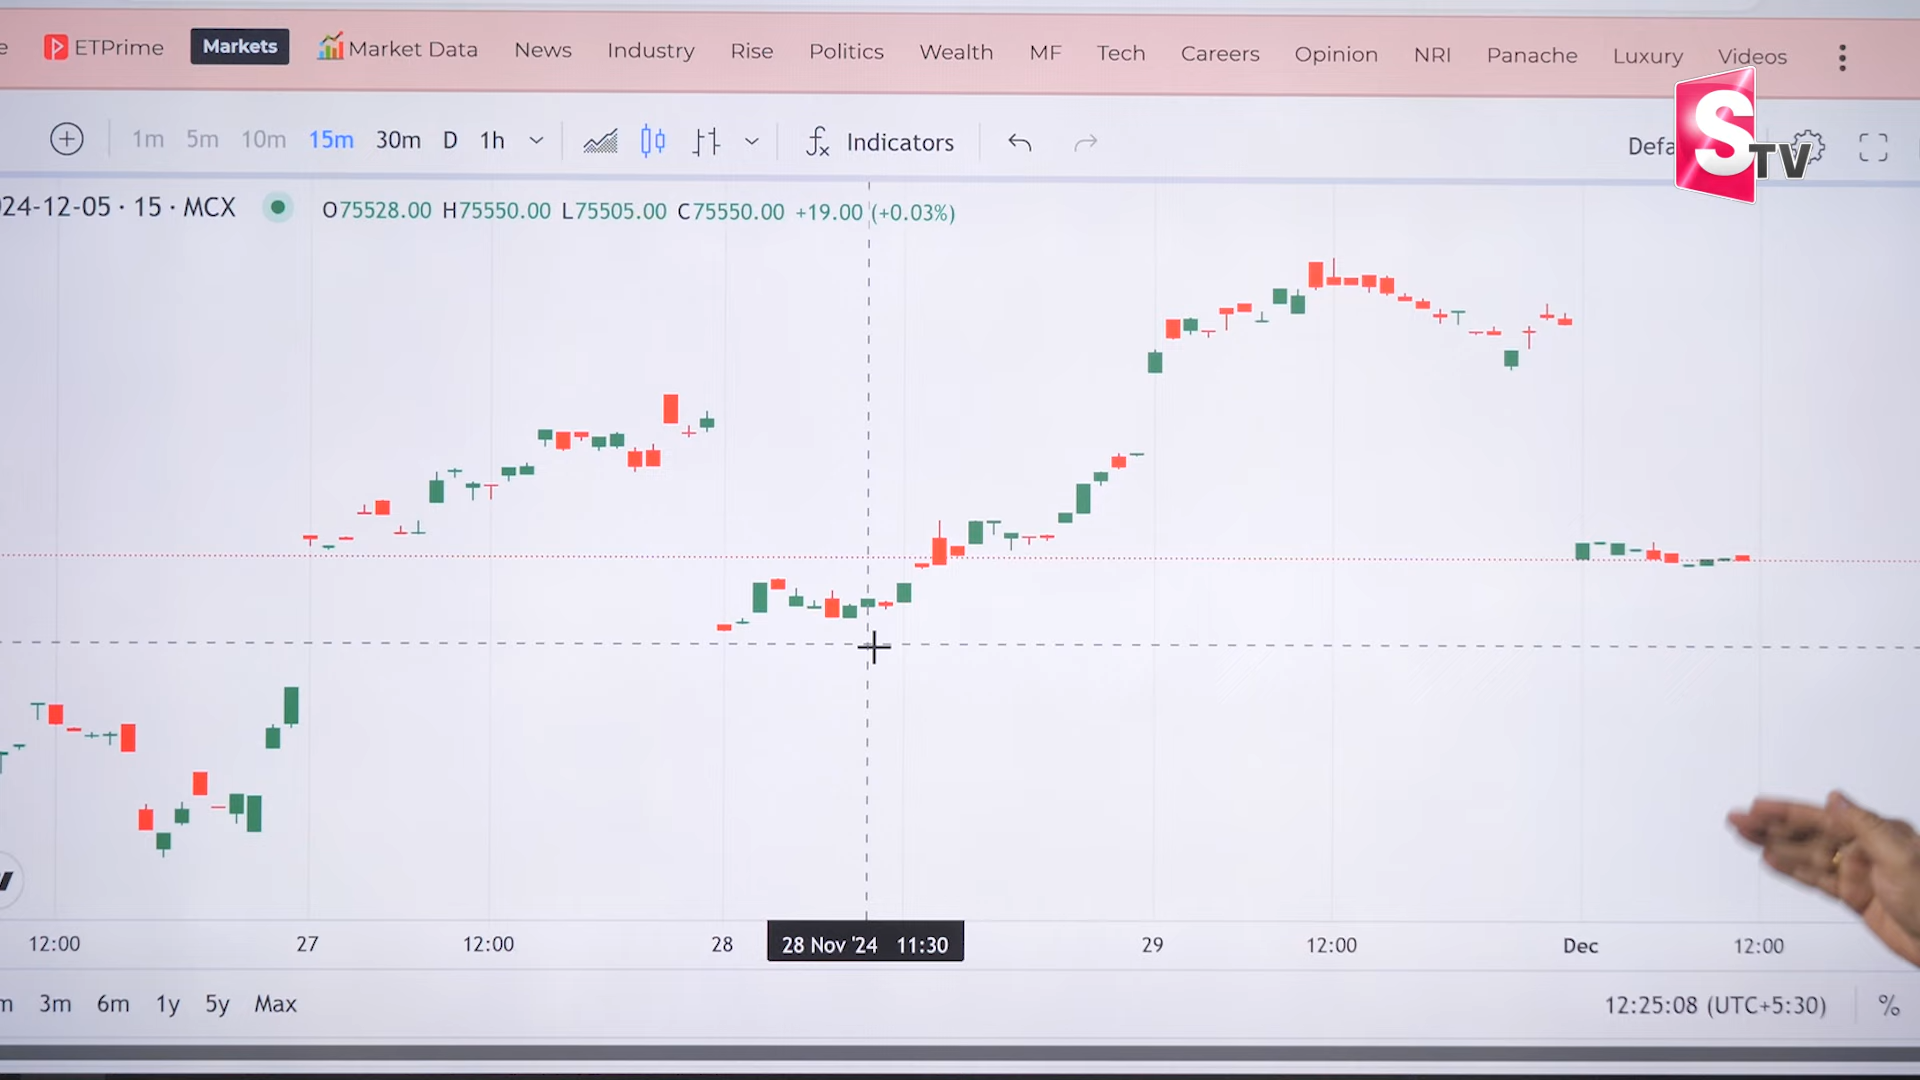 ETPrime Markets Market Data News Industry Rise Politics Wealth MF Tech Careers Opinion NRI Panache Luxury Videos
1m 5m 10m 15m 30m D 1h Indicators
STV
24-12-05 · 15 · MCX O75528.00 H75550.00 L75505.00 C75550.00 +19.00 (+0.03%)
12:00 27 12:00 28 28 Nov '24 11:30 29 12:00 Dec 12:00
3m 6m 1y 5y Max 12:25:08 (UTC+5:30) %